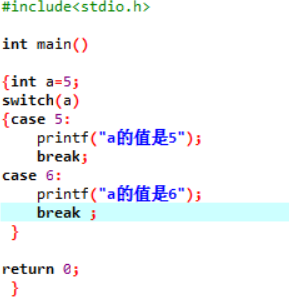 #include<stdio.h>
int main()
{int a=5;
switch(a)
{case 5:
printf("a的值是5");
break;
case 6:
printf("a的值是6");
break ;
}
return 0;
}